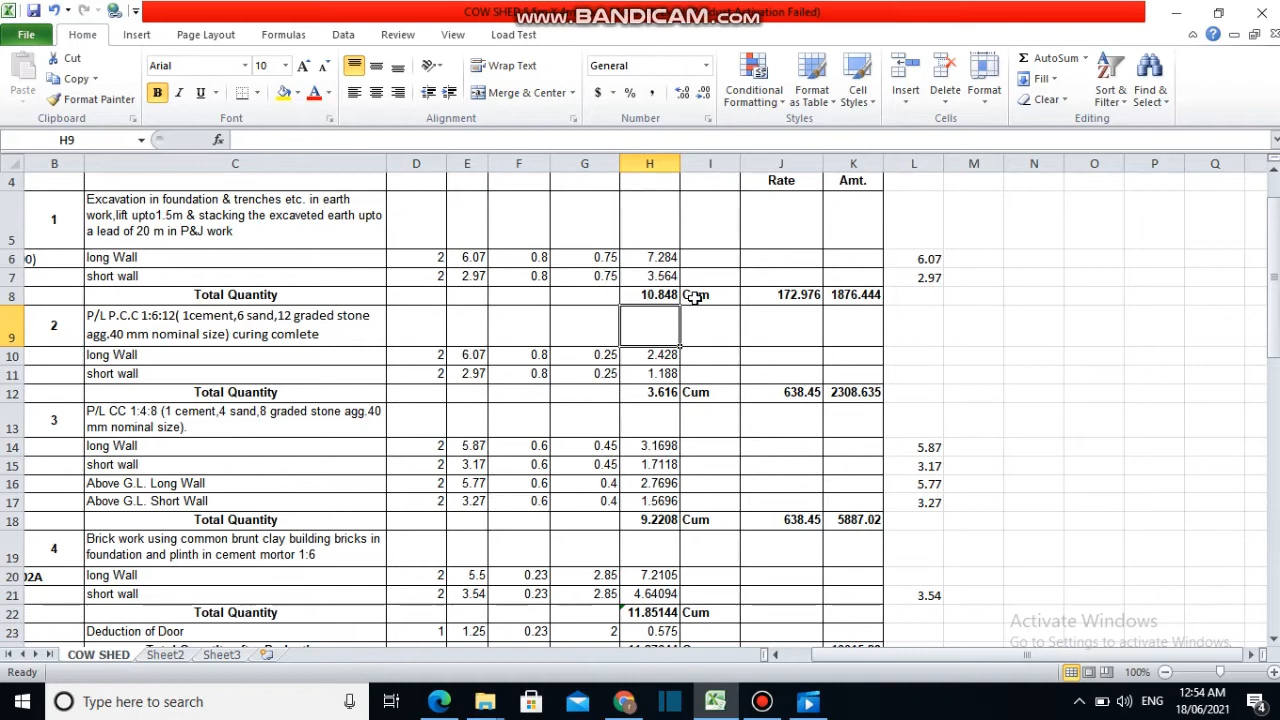 COW SHED
Activation Failed)
www.BANDICAM.com
File Home Insert Page Layout Formulas Data Review View Load Test
Paste
Cut
Copy
Format Painter
Clipboard
Arial 10
B I U
Font
Wrap Text
Merge & Center
Alignment
General
$ % ,
Number
Conditional Formatting
Format as Table
Cell Styles
Styles
Insert
Delete
Format
Cells
AutoSum
Fill
Clear
Sort & Filter
Find & Select
Editing
H9 fx
B C D E F G H I J K L M N O P Q
4 Rate Amt.
5 1 Excavation in foundation & trenches etc. in earth
work,lift upto1.5m & stacking the excaveted earth upto
a lead of 20 m in P&J work
6 00) long Wall 2 6.07 0.8 0.75 7.284 6.07
7 short wall 2 2.97 0.8 0.75 3.564 2.97
8 Total Quantity 10.848 Cum 172.976 1876.444
9 2 P/L P.C.C 1:6:12( 1cement,6 sand,12 graded stone
agg.40 mm nominal size) curing comlete
10 long Wall 2 6.07 0.8 0.25 2.428
11 short wall 2 2.97 0.8 0.25 1.188
12 Total Quantity 3.616 Cum 638.45 2308.635
13 3 P/L CC 1:4:8 (1 cement,4 sand,8 graded stone agg.40
mm nominal size).
14 long Wall 2 5.87 0.6 0.45 3.1698 5.87
15 short wall 2 3.17 0.6 0.45 1.7118 3.17
16 Above G.L. Long Wall 2 5.77 0.6 0.4 2.7696 5.77
17 Above G.L. Short Wall 2 3.27 0.6 0.4 1.5696 3.27
18 Total Quantity 9.2208 Cum 638.45 5887.02
19 4 Brick work using common brunt clay building bricks in
foundation and plinth in cement mortor 1:6
20 02A long Wall 2 5.5 0.23 2.85 7.2105
21 short wall 2 3.54 0.23 2.85 4.64094 3.54
22 Total Quantity 11.85144 Cum
23 Deduction of Door 1 1.25 0.23 2 0.575
Activate Windows
Go to Settings to activate Windows.
COW SHED Sheet2 Sheet3
Ready 100%
Type here to search
ENG
12:54 AM
18/06/2021
4